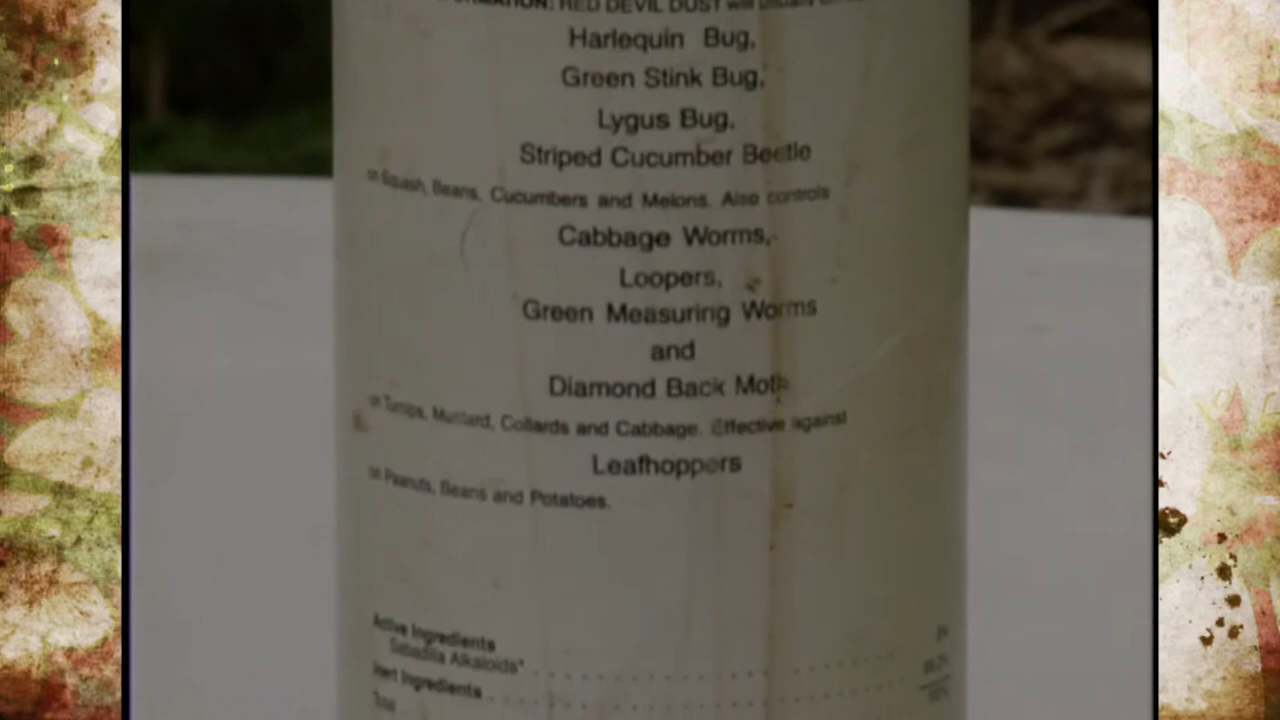 RED DEVIL DUST will usually
Harlequin Bug,
Green Stink Bug,
Lygus Bug,
Striped Cucumber Beetle
on Squash, Beans, Cucumbers and Melons. Also controls
Cabbage Worms,
Loopers,
Green Measuring Worms
and
Diamond Back Moth
on Turnips, Mustard, Collards and Cabbage. Effective against
Leafhoppers
on Peanuts, Beans and Potatoes.
Active Ingredients
Sabadilla Alkaloids*
Inert Ingredients
Total